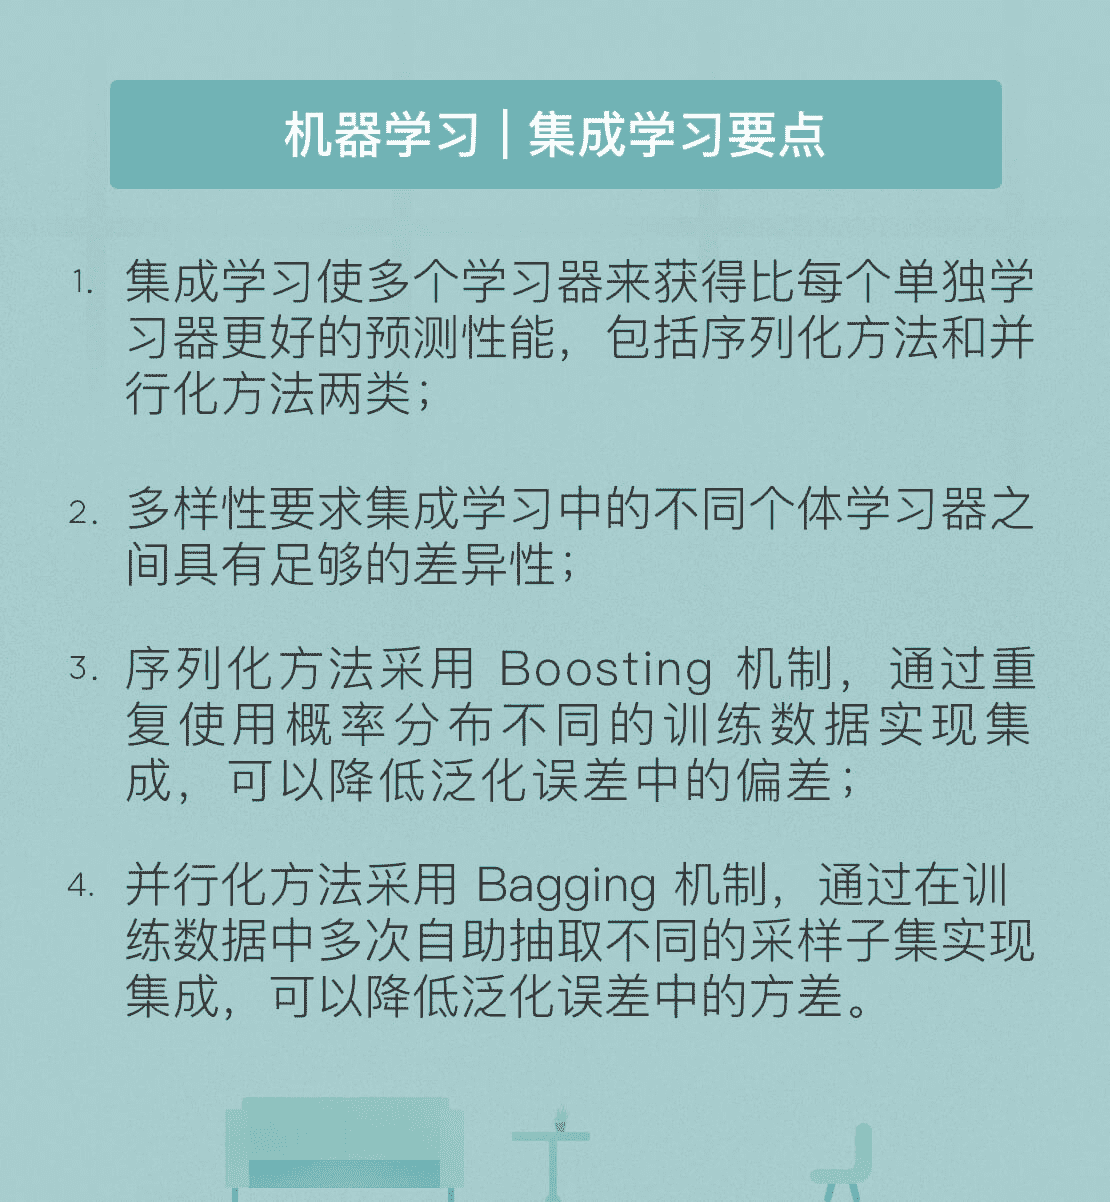 机器学习 | 集成学习要点
1. 集成学习使多个学习器来获得比每个单独学
习器更好的预测性能，包括序列化方法和并
行化方法两类；
2. 多样性要求集成学习中的不同个体学习器之
间具有足够的差异性；
3. 序列化方法采用 Boosting 机制，通过重
复使用概率分布不同的训练数据实现集
成，可以降低泛化误差中的偏差；
4. 并行化方法采用 Bagging 机制，通过在训
练数据中多次自助抽取不同的采样子集实现
集成，可以降低泛化误差中的方差。